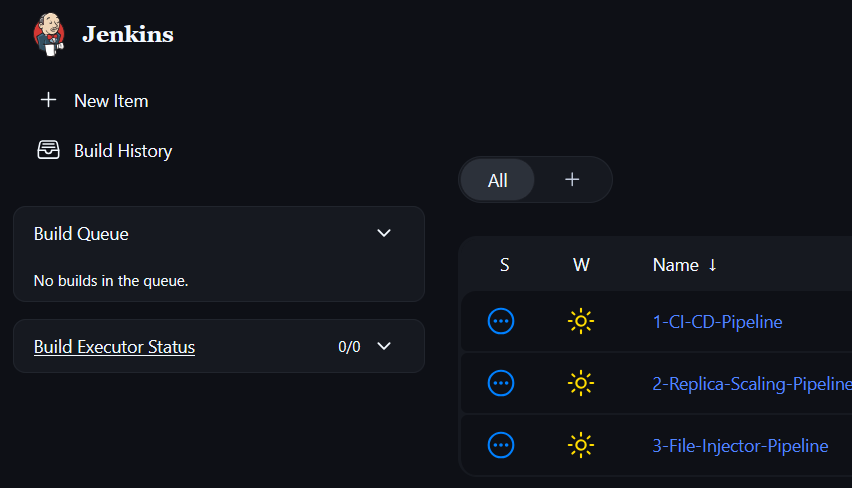 Jenkins
New Item
Build History
All
Build Queue
No builds in the queue.
Build Executor Status 0/0
S W Name ↓
1-CI-CD-Pipeline
2-Replica-Scaling-Pipeline
3-File-Injector-Pipeline